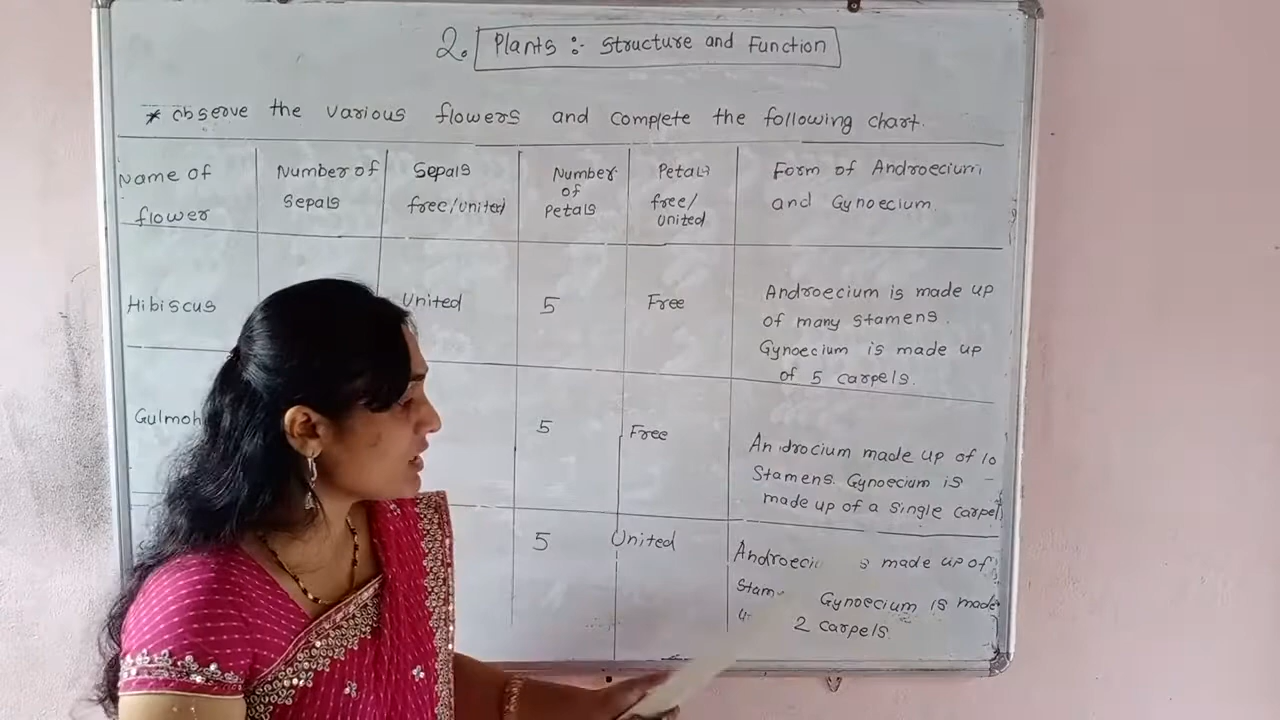 2. Plants :- Structure and Function
* Observe the various flowers and complete the following chart.
Name of flower
Number of Sepals
Sepals free/united
Number of Petals
Petals free/united
Form of Androecium and Gynoecium.
Hibiscus
United
5
Free
Androecium is made up
of many stamens.
Gynoecium is made up
of 5 carpels.
5
Free
Androcium made up of 10
Stamens. Gynoecium is
made up of a single carpel
5
United
made up of
Gynoecium is made
2 carpels.